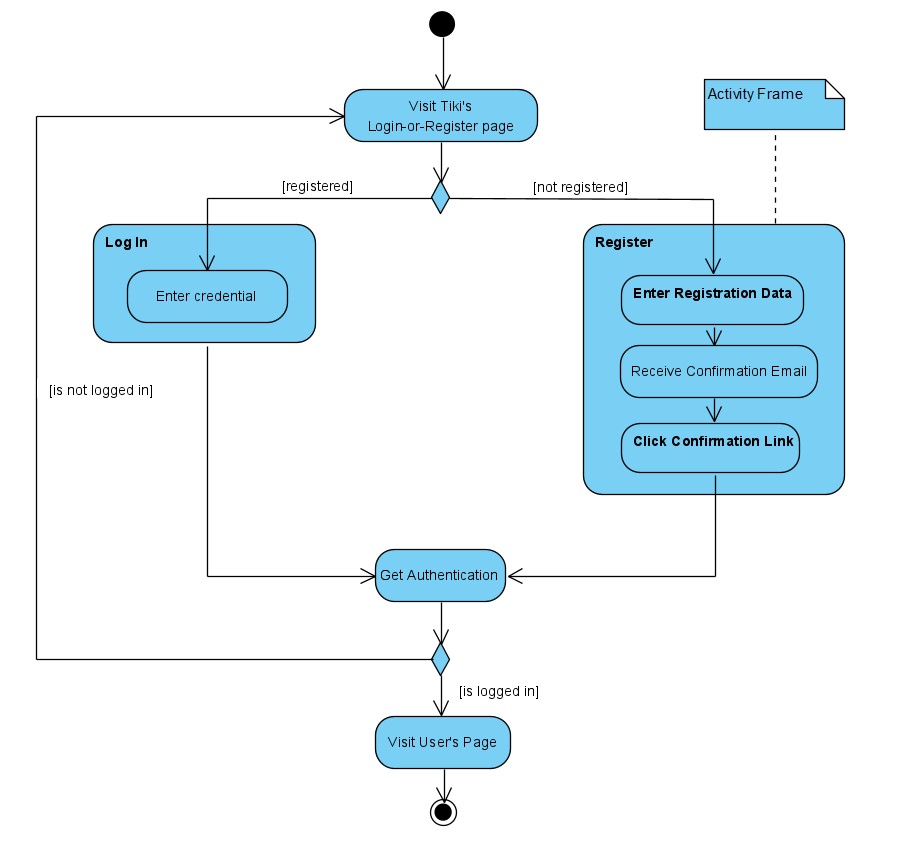 Activity Frame
Visit Tiki's
Login-or-Register page
[registered]
[not registered]
Log In
Enter credential
Register
Enter Registration Data
Receive Confirmation Email
Click Confirmation Link
[is not logged in]
Get Authentication
[is logged in]
Visit User's Page